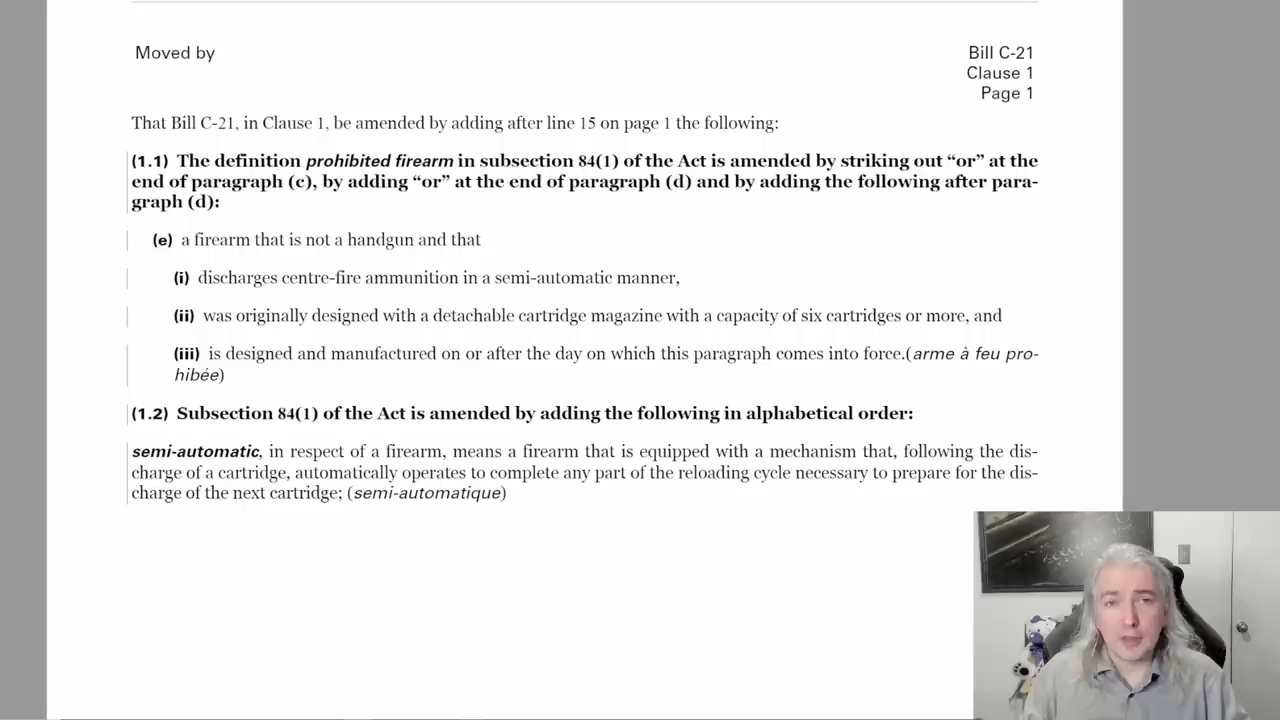 Moved by
Bill C-21
Clause 1
Page 1
That Bill C-21, in Clause 1, be amended by adding after line 15 on page 1 the following:
(1.1) The definition prohibited firearm in subsection 84(1) of the Act is amended by striking out “or” at the
end of paragraph (c), by adding “or” at the end of paragraph (d) and by adding the following after para-
graph (d):
(e) a firearm that is not a handgun and that
(i) discharges centre-fire ammunition in a semi-automatic manner,
(ii) was originally designed with a detachable cartridge magazine with a capacity of six cartridges or more, and
(iii) is designed and manufactured on or after the day on which this paragraph comes into force.(arme à feu pro-
hibée)
(1.2) Subsection 84(1) of the Act is amended by adding the following in alphabetical order:
semi-automatic, in respect of a firearm, means a firearm that is equipped with a mechanism that, following the dis-
charge of a cartridge, automatically operates to complete any part of the reloading cycle necessary to prepare for the dis-
charge of the next cartridge; (semi-automatique)